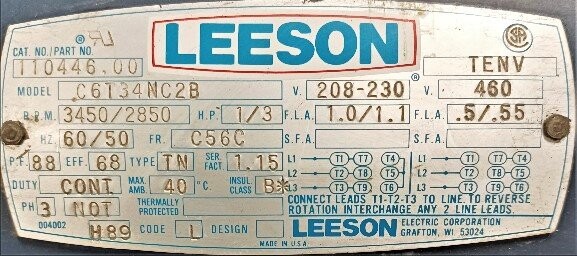 LEESON
CAT. NO./PART NO.
110446.00
TENV
MODEL C6T34NC2B V. 208-230 V. 460
R.P.M. 3450/2850 H.P. 1/3 F.L.A. 1.0/1.1 F.L.A. .5/.55
HZ. 60/50 FR. C56C S.F.A. S.F.A.
P.F. 88 EFF. 68 TYPE TN SERV. FACT. 1.15
L1 T1 T7 T4 L1 T1 T7 T4
L2 T2 T8 T5 L2 T2 T8 T5
L3 T3 T9 T6 L3 T3 T9 T6
DUTY CONT MAX. AMB. 40 °C. INSUL CLASS B*
CONNECT LEADS T1-T2-T3 TO LINE. TO REVERSE
ROTATION INTERCHANGE ANY 2 LINE LEADS.
PH 3 NOT THERMALLY PROTECTED
004002 H89 CODE L DESIGN
LEESON ELECTRIC CORPORATION
GRAFTON, WI 53024
MADE IN U.S.A.